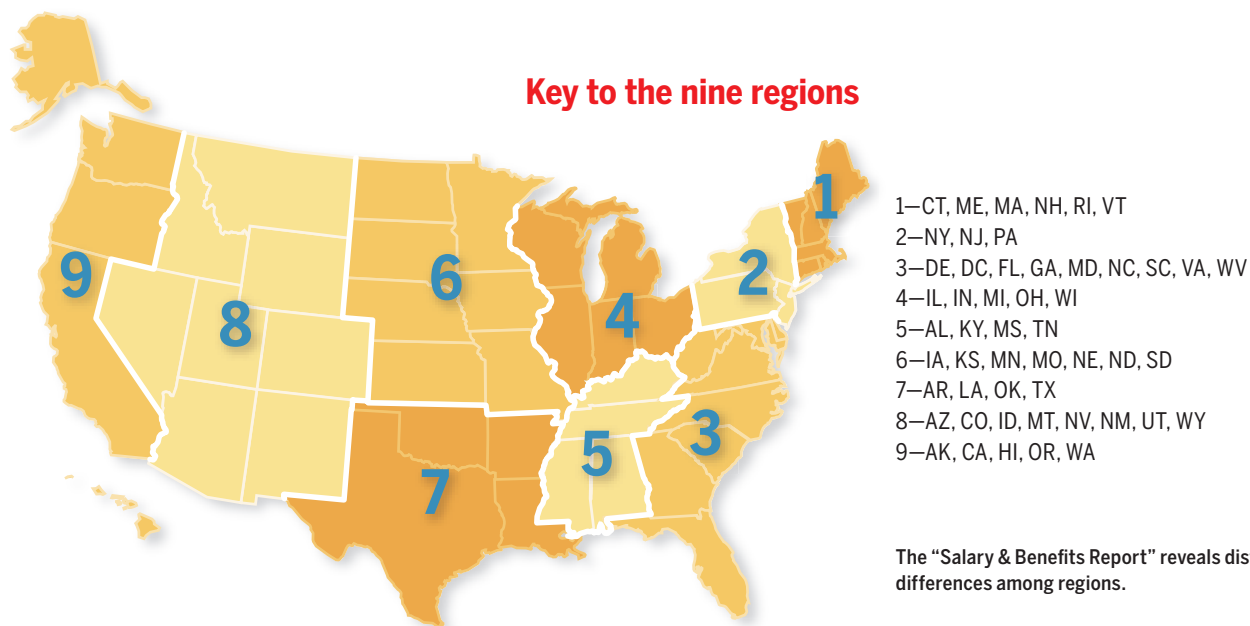 Key to the nine regions
1
2
3
4
5
6
7
8
9
1—CT, ME, MA, NH, RI, VT
2—NY, NJ, PA
3—DE, DC, FL, GA, MD, NC, SC, VA, WV
4—IL, IN, MI, OH, WI
5—AL, KY, MS, TN
6—IA, KS, MN, MO, NE, ND, SD
7—AR, LA, OK, TX
8—AZ, CO, ID, MT, NV, NM, UT, WY
9—AK, CA, HI, OR, WA
The “Salary & Benefits Report” reveals dis
differences among regions.